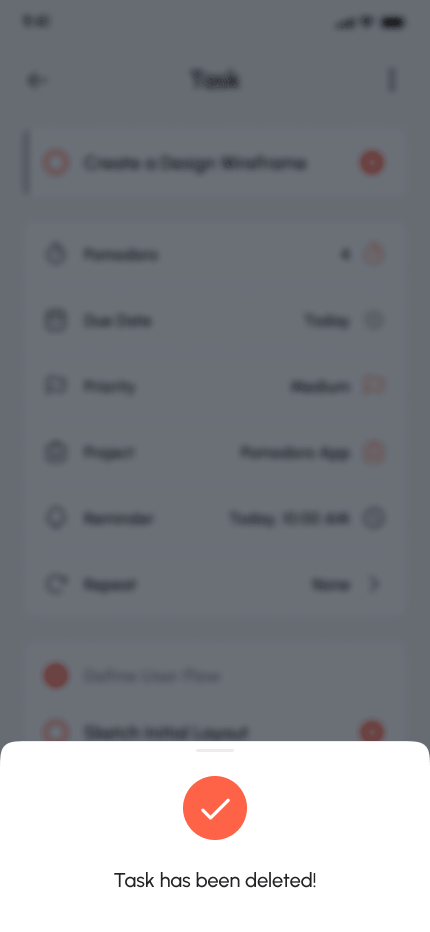 9:41
Task
Create a Design Wireframe
Pomodoro
Due Date Today
Priority Medium
Project Pomodoro App
Reminder Today, 10:00 AM
Repeat None
Define User Flow
Sketch Initial Layout
Task has been deleted!